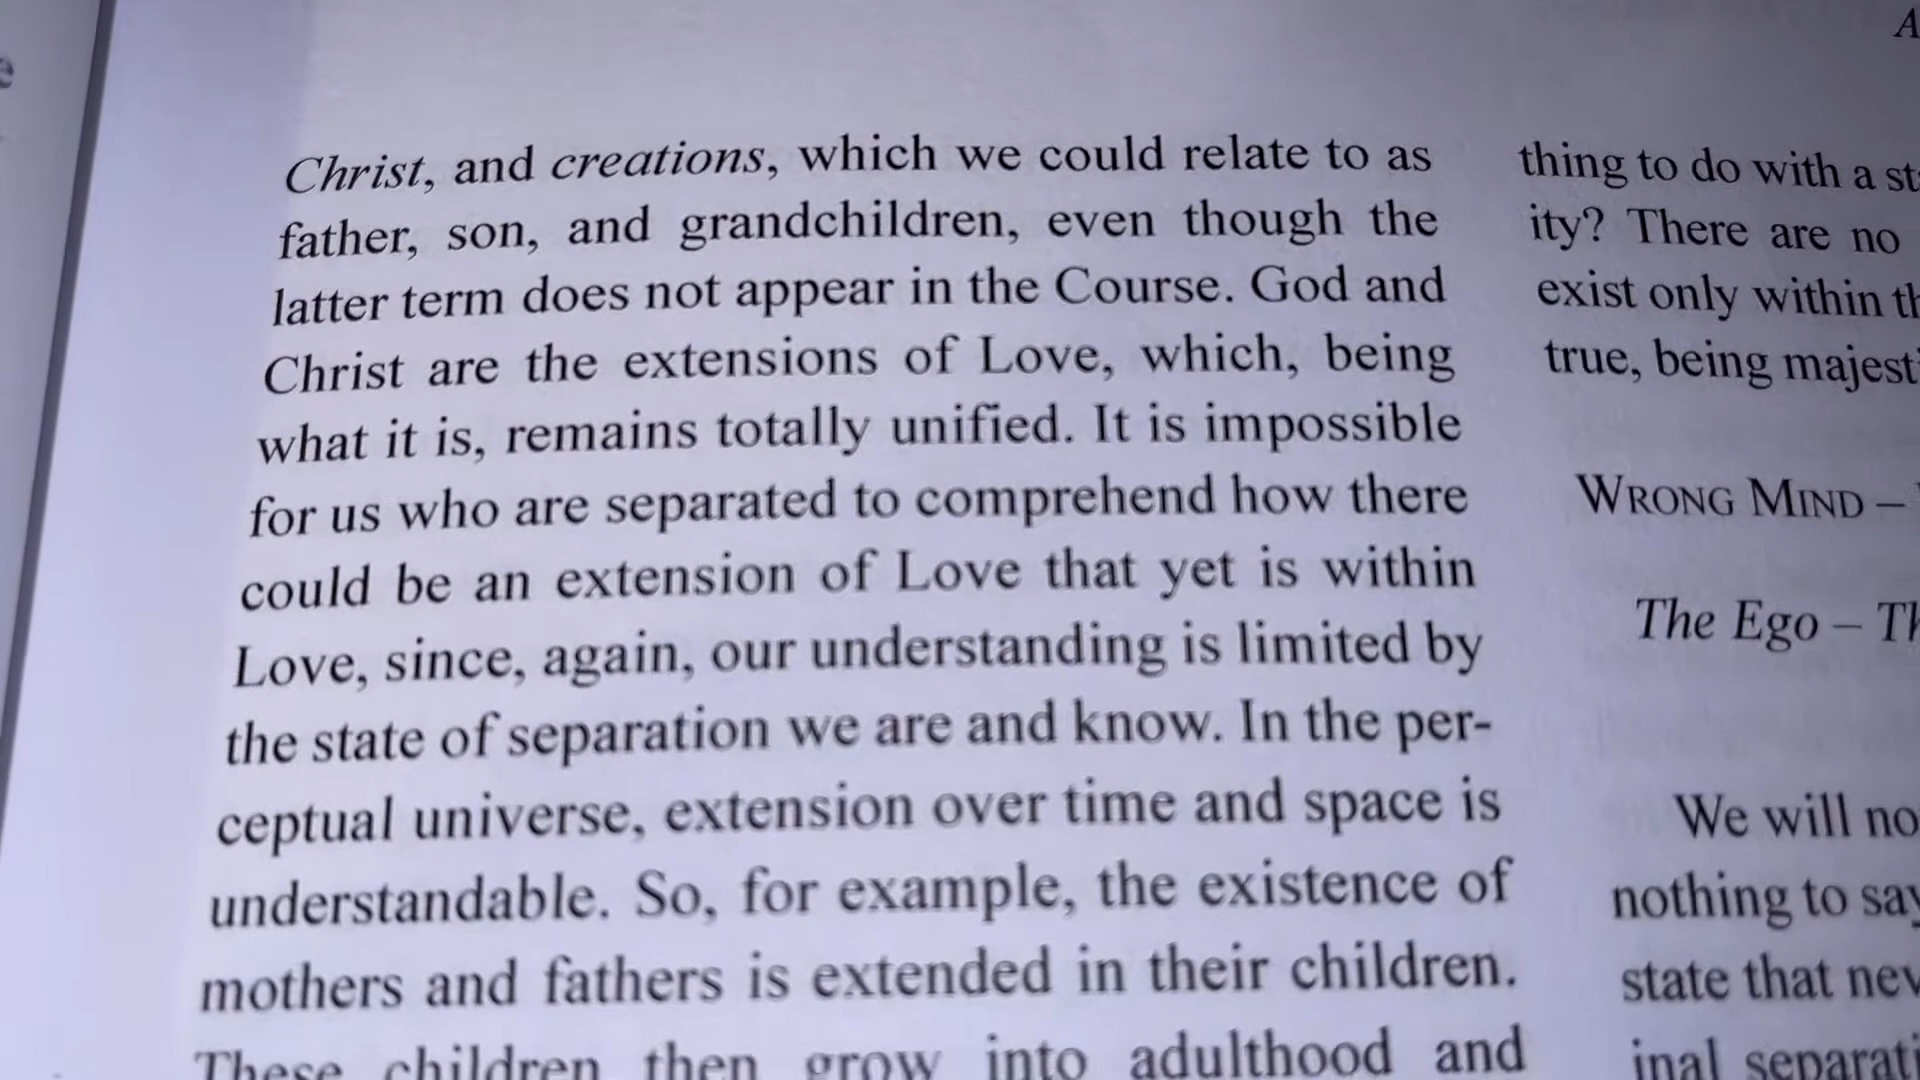 Christ, and creations, which we could relate to as
father, son, and grandchildren, even though the
latter term does not appear in the Course. God and
Christ are the extensions of Love, which, being
what it is, remains totally unified. It is impossible
for us who are separated to comprehend how there
could be an extension of Love that yet is within
Love, since, again, our understanding is limited by
the state of separation we are and know. In the per-
ceptual universe, extension over time and space is
understandable. So, for example, the existence of
mothers and fathers is extended in their children.
These children then grow into adulthood and
A
thing to do with a
ity? There are no
exist only within
true, being
WRONG MIND –
The Ego –
We will
nothing to
state that
inal